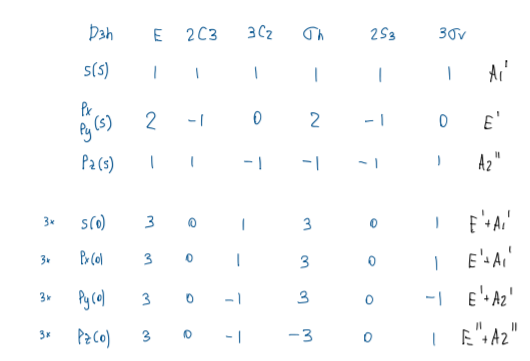 D3h E 2C3 3C2 σh 2S3 3σv
s(s) 1 1 1 1 1 1 A1'
Px
Py (s) 2 -1 0 2 -1 0 E'
Pz(s) 1 1 -1 -1 -1 1 A2"
3x s(o) 3 0 1 3 0 1 E'+A1'
3x Px(o) 3 0 1 3 0 1 E'+A1'
3x Py(o) 3 0 -1 3 0 -1 E'+A2'
3x Pz(o) 3 0 -1 -3 0 1 E"+A2"